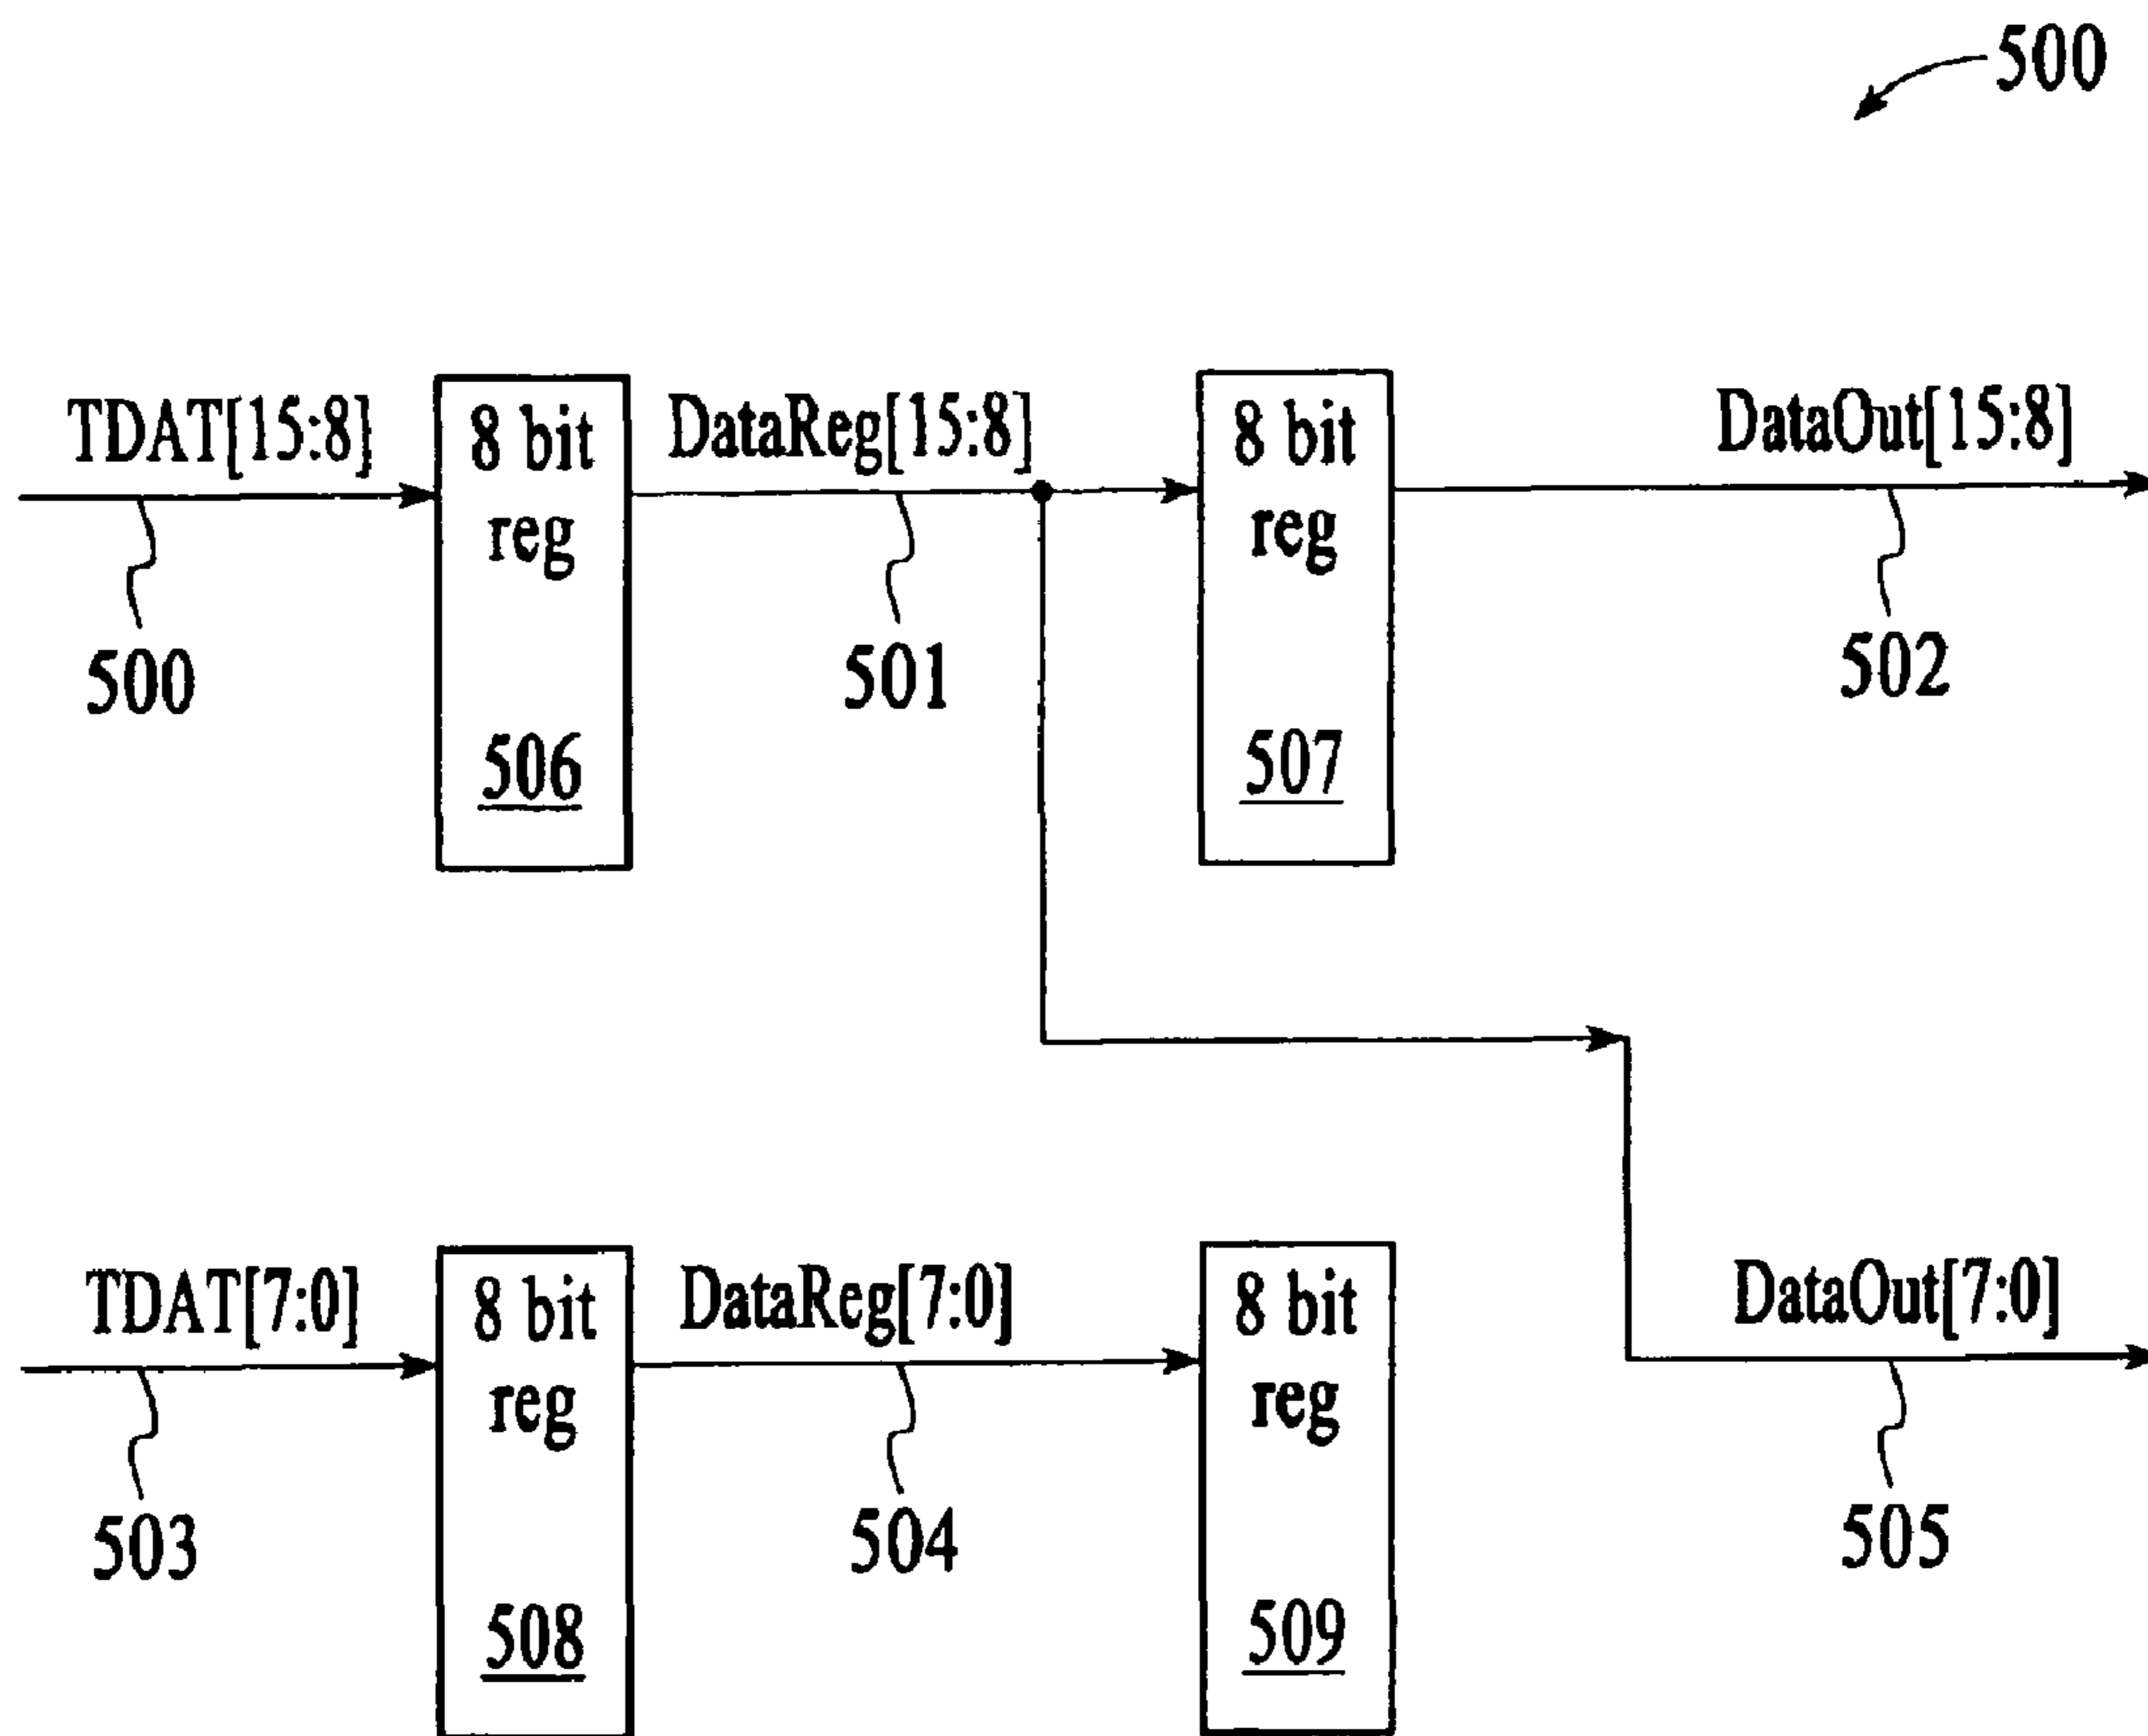 500
TDAT[15:8]
8 bit
reg
506
DataReg[15:8]
8 bit
reg
507
DataOut[15:8]
500
501
502
TDAT[7:0]
8 bit
reg
508
DataReg[7:0]
8 bit
reg
509
DataOut[7:0]
503
504
505